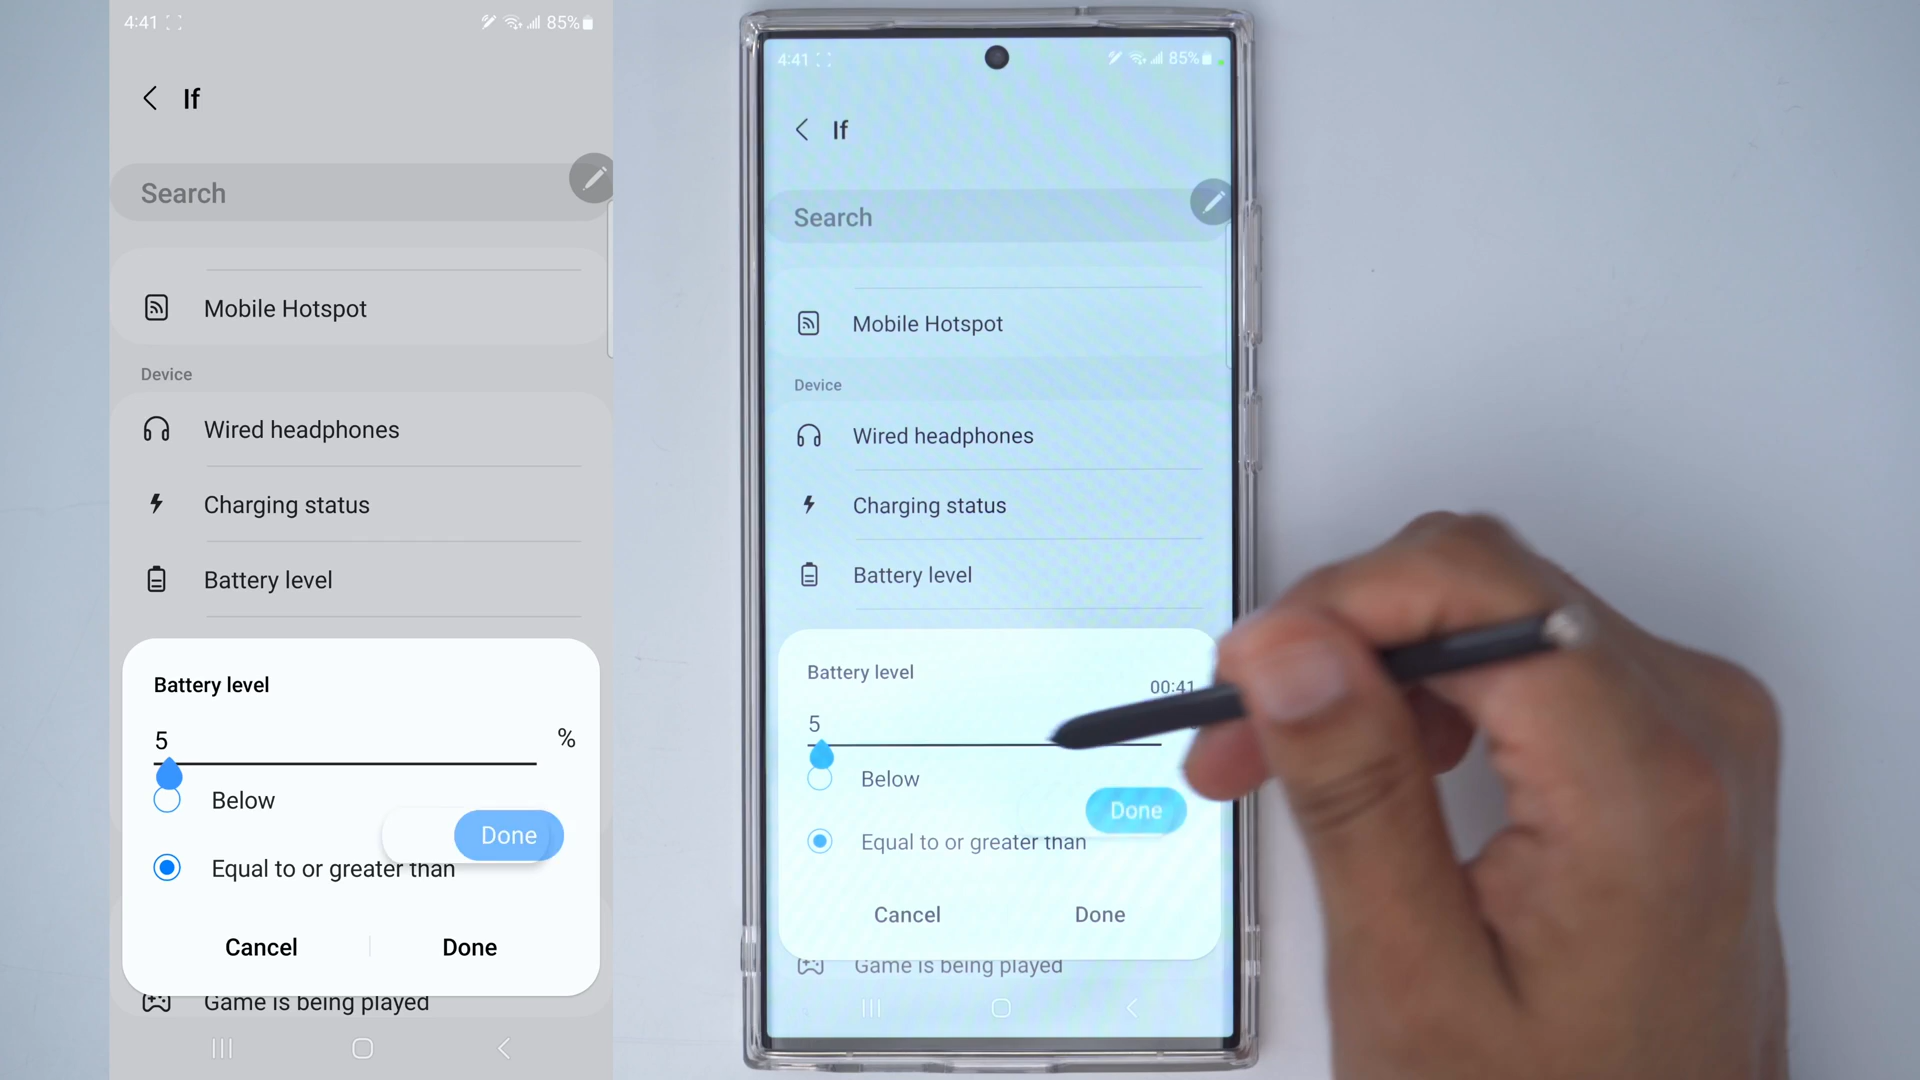 4:41
85%
If
Search
Mobile Hotspot
Device
Wired headphones
Charging status
Battery level
Battery level
5
%
Below
Done
Equal to or greater than
Cancel
Done
Game is being played
4:41
85%
If
Search
Mobile Hotspot
Device
Wired headphones
Charging status
Battery level
Battery level
00:41
5
Below
Done
Equal to or greater than
Cancel
Done
Game is being played